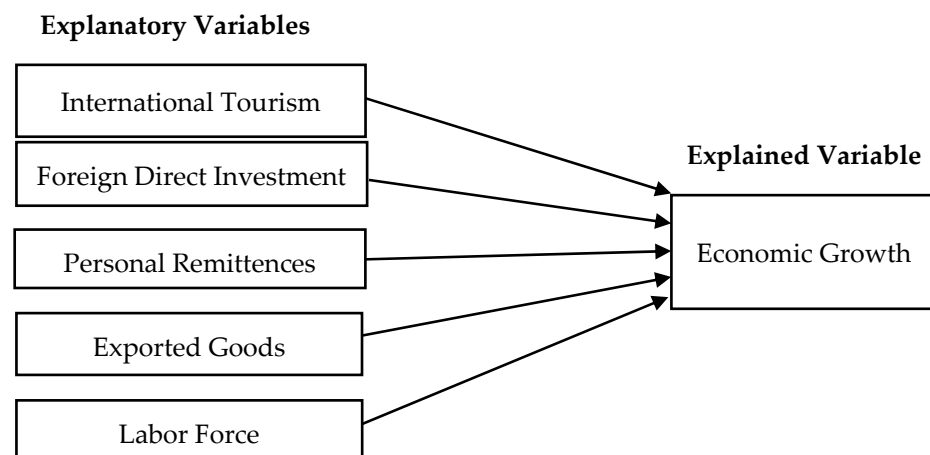 Explanatory Variables
International Tourism
Foreign Direct Investment
Explained Variable
Economic Growth
Personal Remittences
Exported Goods
Labor Force